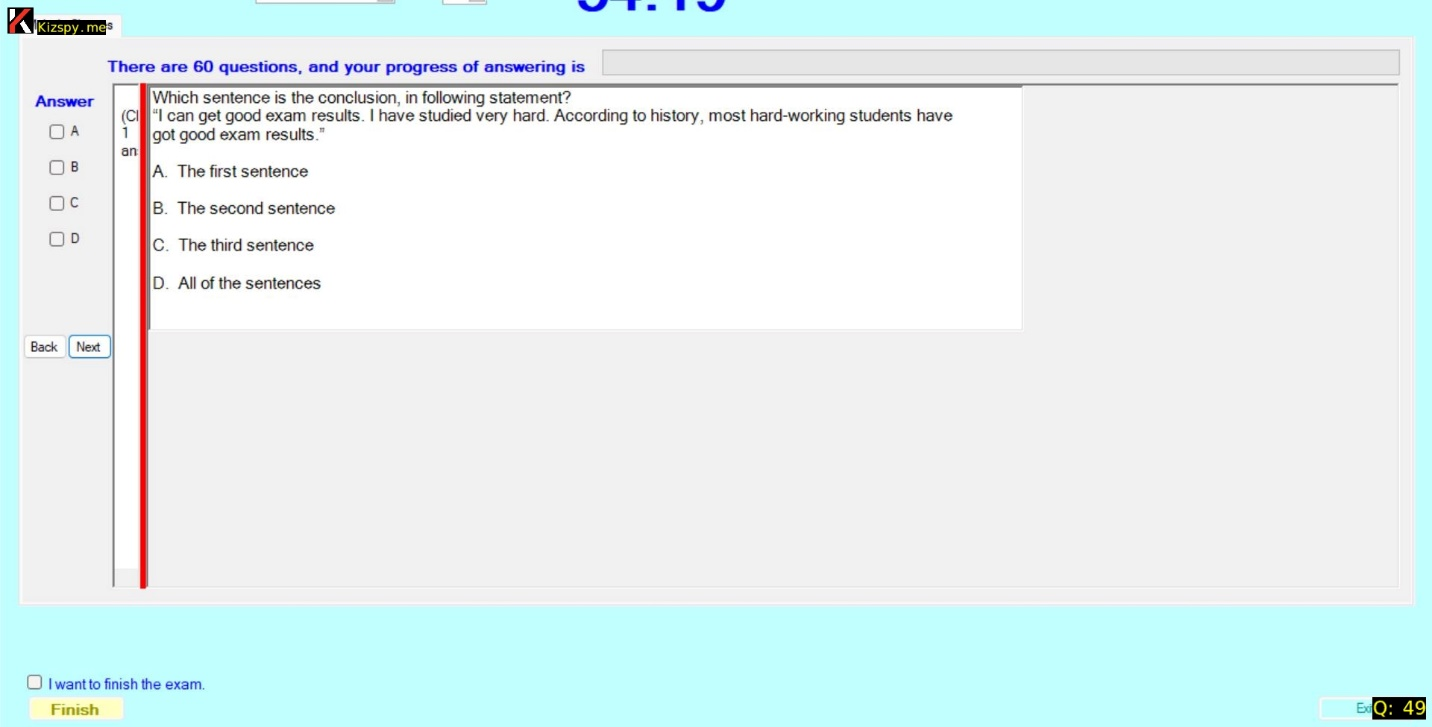 Kizspy.me
There are 60 questions, and your progress of answering is
Answer
A
B
C
D
Back
Next
1
Which sentence is the conclusion, in following statement?
“I can get good exam results. I have studied very hard. According to history, most hard-working students have
got good exam results.”
A. The first sentence
B. The second sentence
C. The third sentence
D. All of the sentences
I want to finish the exam.
Finish
Q: 49